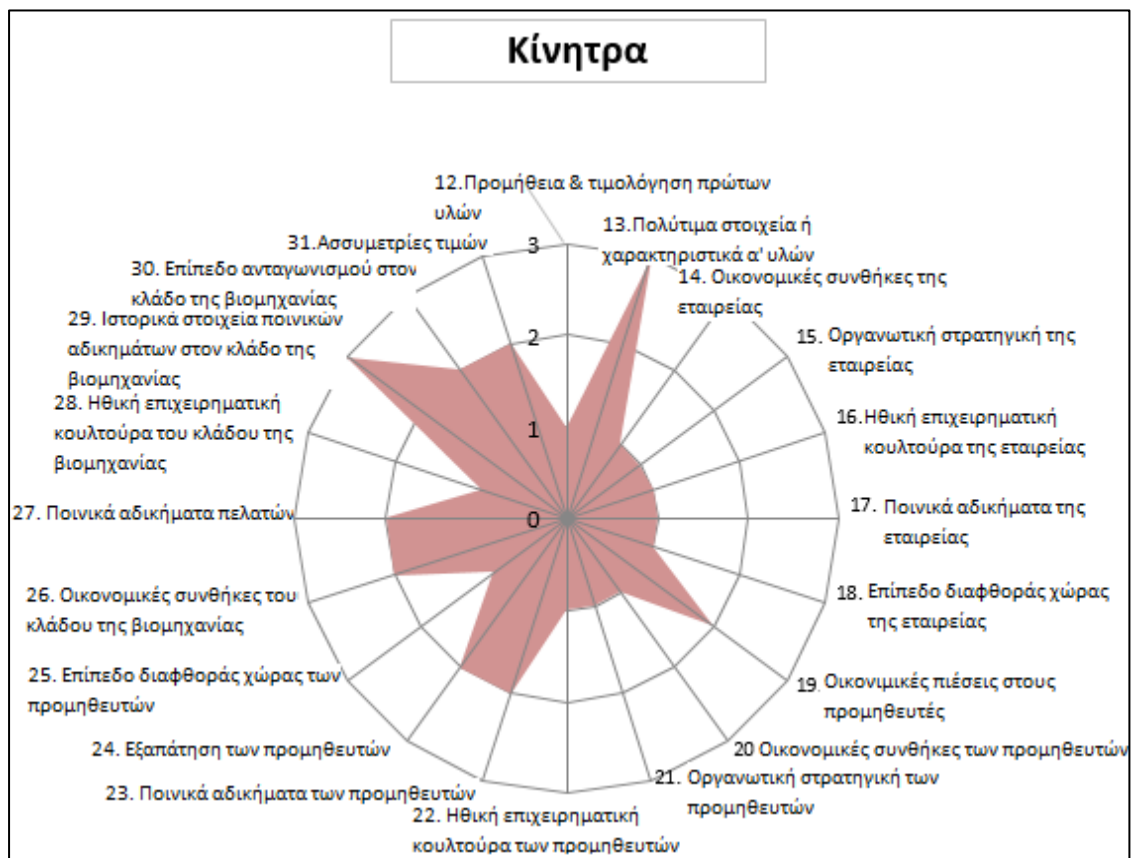 Κίνητρα
12.Προμήθεια & τιμολόγηση πρώτων
υλών
13.Πολύτιμα στοιχεία ή
χαρακτηριστικά α' υλών
14. Οικονομικές συνθήκες της
εταιρείας
15. Οργανωτική στρατηγική της
εταιρείας
16.Ηθική επιχειρηματική
κουλτούρα της εταιρείας
17. Ποινικά αδικήματα της
εταιρείας
18. Επίπεδο διαφθοράς χώρας
της εταιρείας
19. Οικονιμικές πιέσεις στους
προμηθευτές
20 Οικονομικές συνθήκες των προμηθευτών
21. Οργανωτική στρατηγική των
προμηθευτών
22. Ηθική επιχειρηματική
κουλτούρα των προμηθευτών
23. Ποινικά αδικήματα των προμηθευτών
24. Εξαπάτηση των προμηθευτών
25. Επίπεδο διαφθοράς χώρας των
προμηθευτών
26. Οικονομικές συνθήκες του
κλάδου της βιομηχανίας
27. Ποινικά αδικήματα πελατών
28. Ηθική επιχειρηματική
κουλτούρα του κλάδου της
βιομηχανίας
29. Ιστορικά στοιχεία ποινικών
αδικημάτων στον κλάδο της
βιομηχανίας
30. Επίπεδο ανταγωνισμού στον
κλάδο της βιομηχανίας
31.Ασσυμετρίες τιμών
3
2
1
0